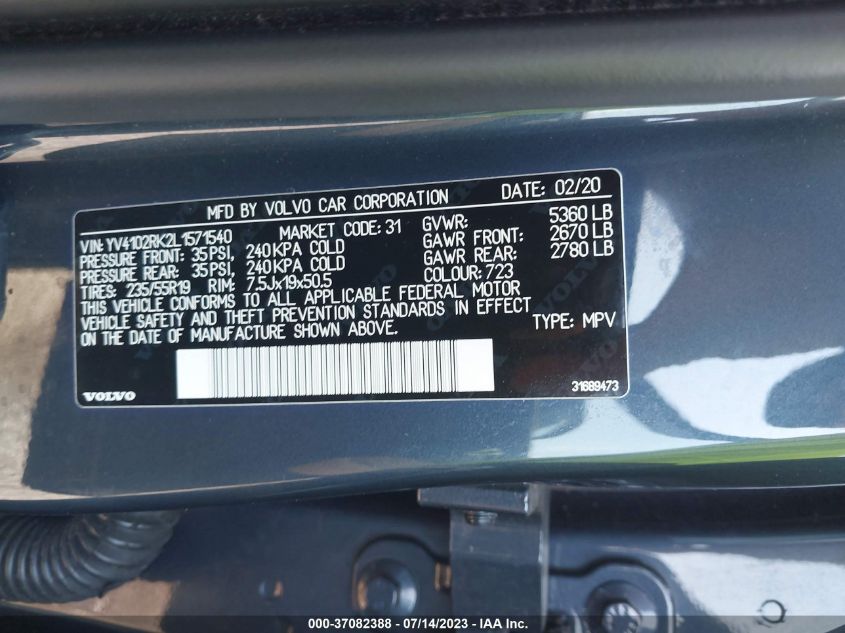 MFD BY VOLVO CAR CORPORATION DATE: 02/20
VIN: YV4102RK2L1571540 MARKET CODE: 31 GVWR: 5360 LB
PRESSURE FRONT: 35PSI, 240KPA COLD GAWR FRONT: 2670 LB
PRESSURE REAR: 35PSI, 240KPA COLD GAWR REAR: 2780 LB
TIRES: 235/55R19 RIM: 7.5Jx19x50.5 COLOUR: 723
THIS VEHICLE CONFORMS TO ALL APPLICABLE FEDERAL MOTOR
VEHICLE SAFETY AND THEFT PREVENTION STANDARDS IN EFFECT
ON THE DATE OF MANUFACTURE SHOWN ABOVE. TYPE: MPV
VOLVO 31689473
000-37082388 - 07/14/2023 - IAA Inc.